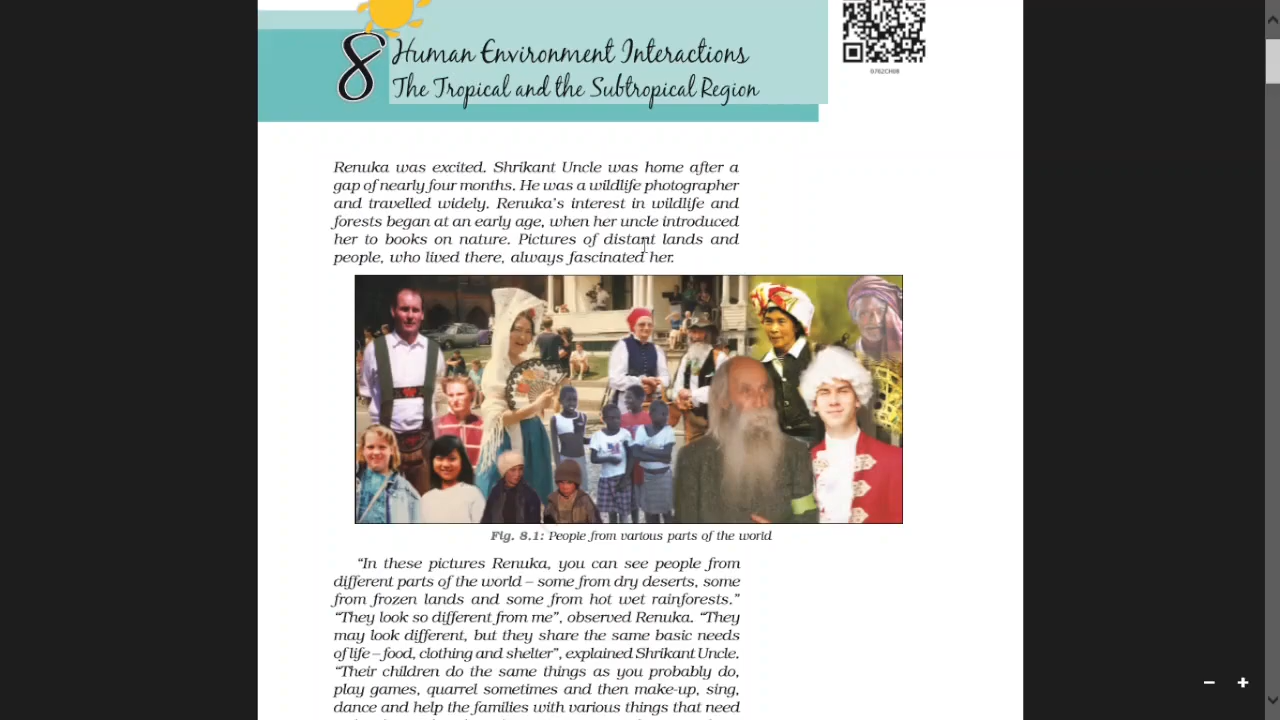 8
Human Environment Interactions
The Tropical and the Subtropical Region
0762CH08
Renuka was excited. Shrikant Uncle was home after a
gap of nearly four months. He was a wildlife photographer
and travelled widely. Renuka's interest in wildlife and
forests began at an early age, when her uncle introduced
her to books on nature. Pictures of distant lands and
people, who lived there, always fascinated her.
Fig. 8.1: People from various parts of the world
“In these pictures Renuka, you can see people from
different parts of the world – some from dry deserts, some
from frozen lands and some from hot wet rainforests.”
“They look so different from me”, observed Renuka. “They
may look different, but they share the same basic needs
of life – food, clothing and shelter”, explained Shrikant Uncle.
“Their children do the same things as you probably do,
play games, quarrel sometimes and then make-up, sing,
dance and help the families with various things that need